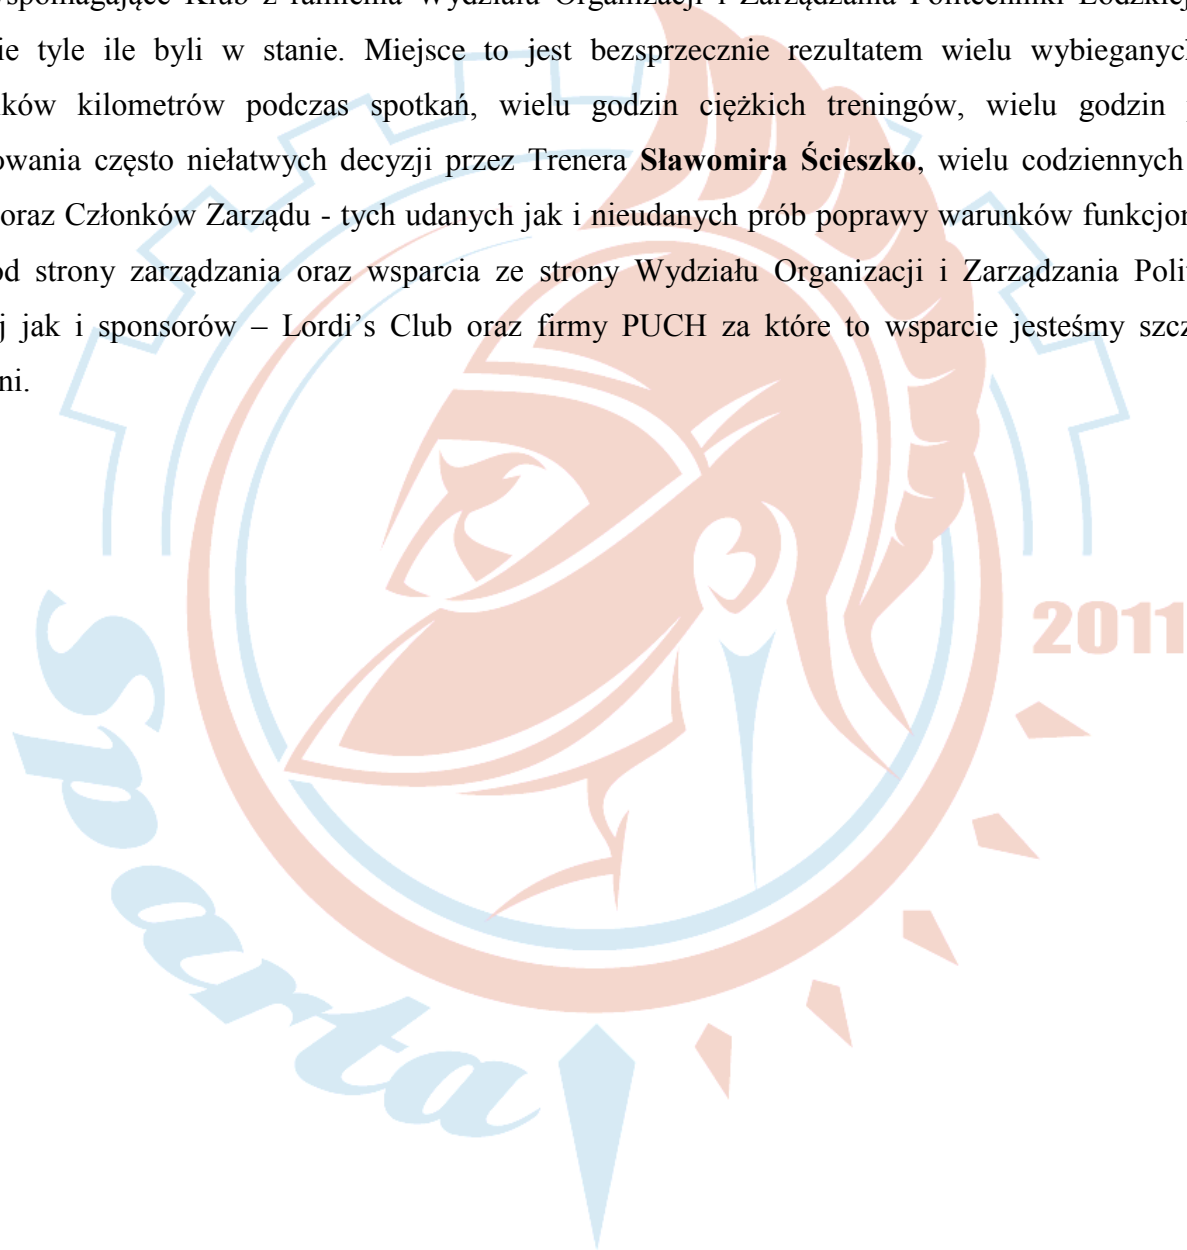 spomagające Klub z ramienia Wydziału Organizacji i Zarządzania Politechniki Łódzkiej
ie tyle ile byli w stanie. Miejsce to jest bezsprzecznie rezultatem wielu wybieganych
ków kilometrów podczas spotkań, wielu godzin ciężkich treningów, wielu godzin
owania często niełatwych decyzji przez Trenera Sławomira Ścieszko, wielu codziennych
oraz Członków Zarządu - tych udanych jak i nieudanych prób poprawy warunków funkcjon
od strony zarządzania oraz wsparcia ze strony Wydziału Organizacji i Zarządzania Poli
j jak i sponsorów – Lordi's Club oraz firmy PUCH za które to wsparcie jesteśmy szcz
ni.
2011
Sparta